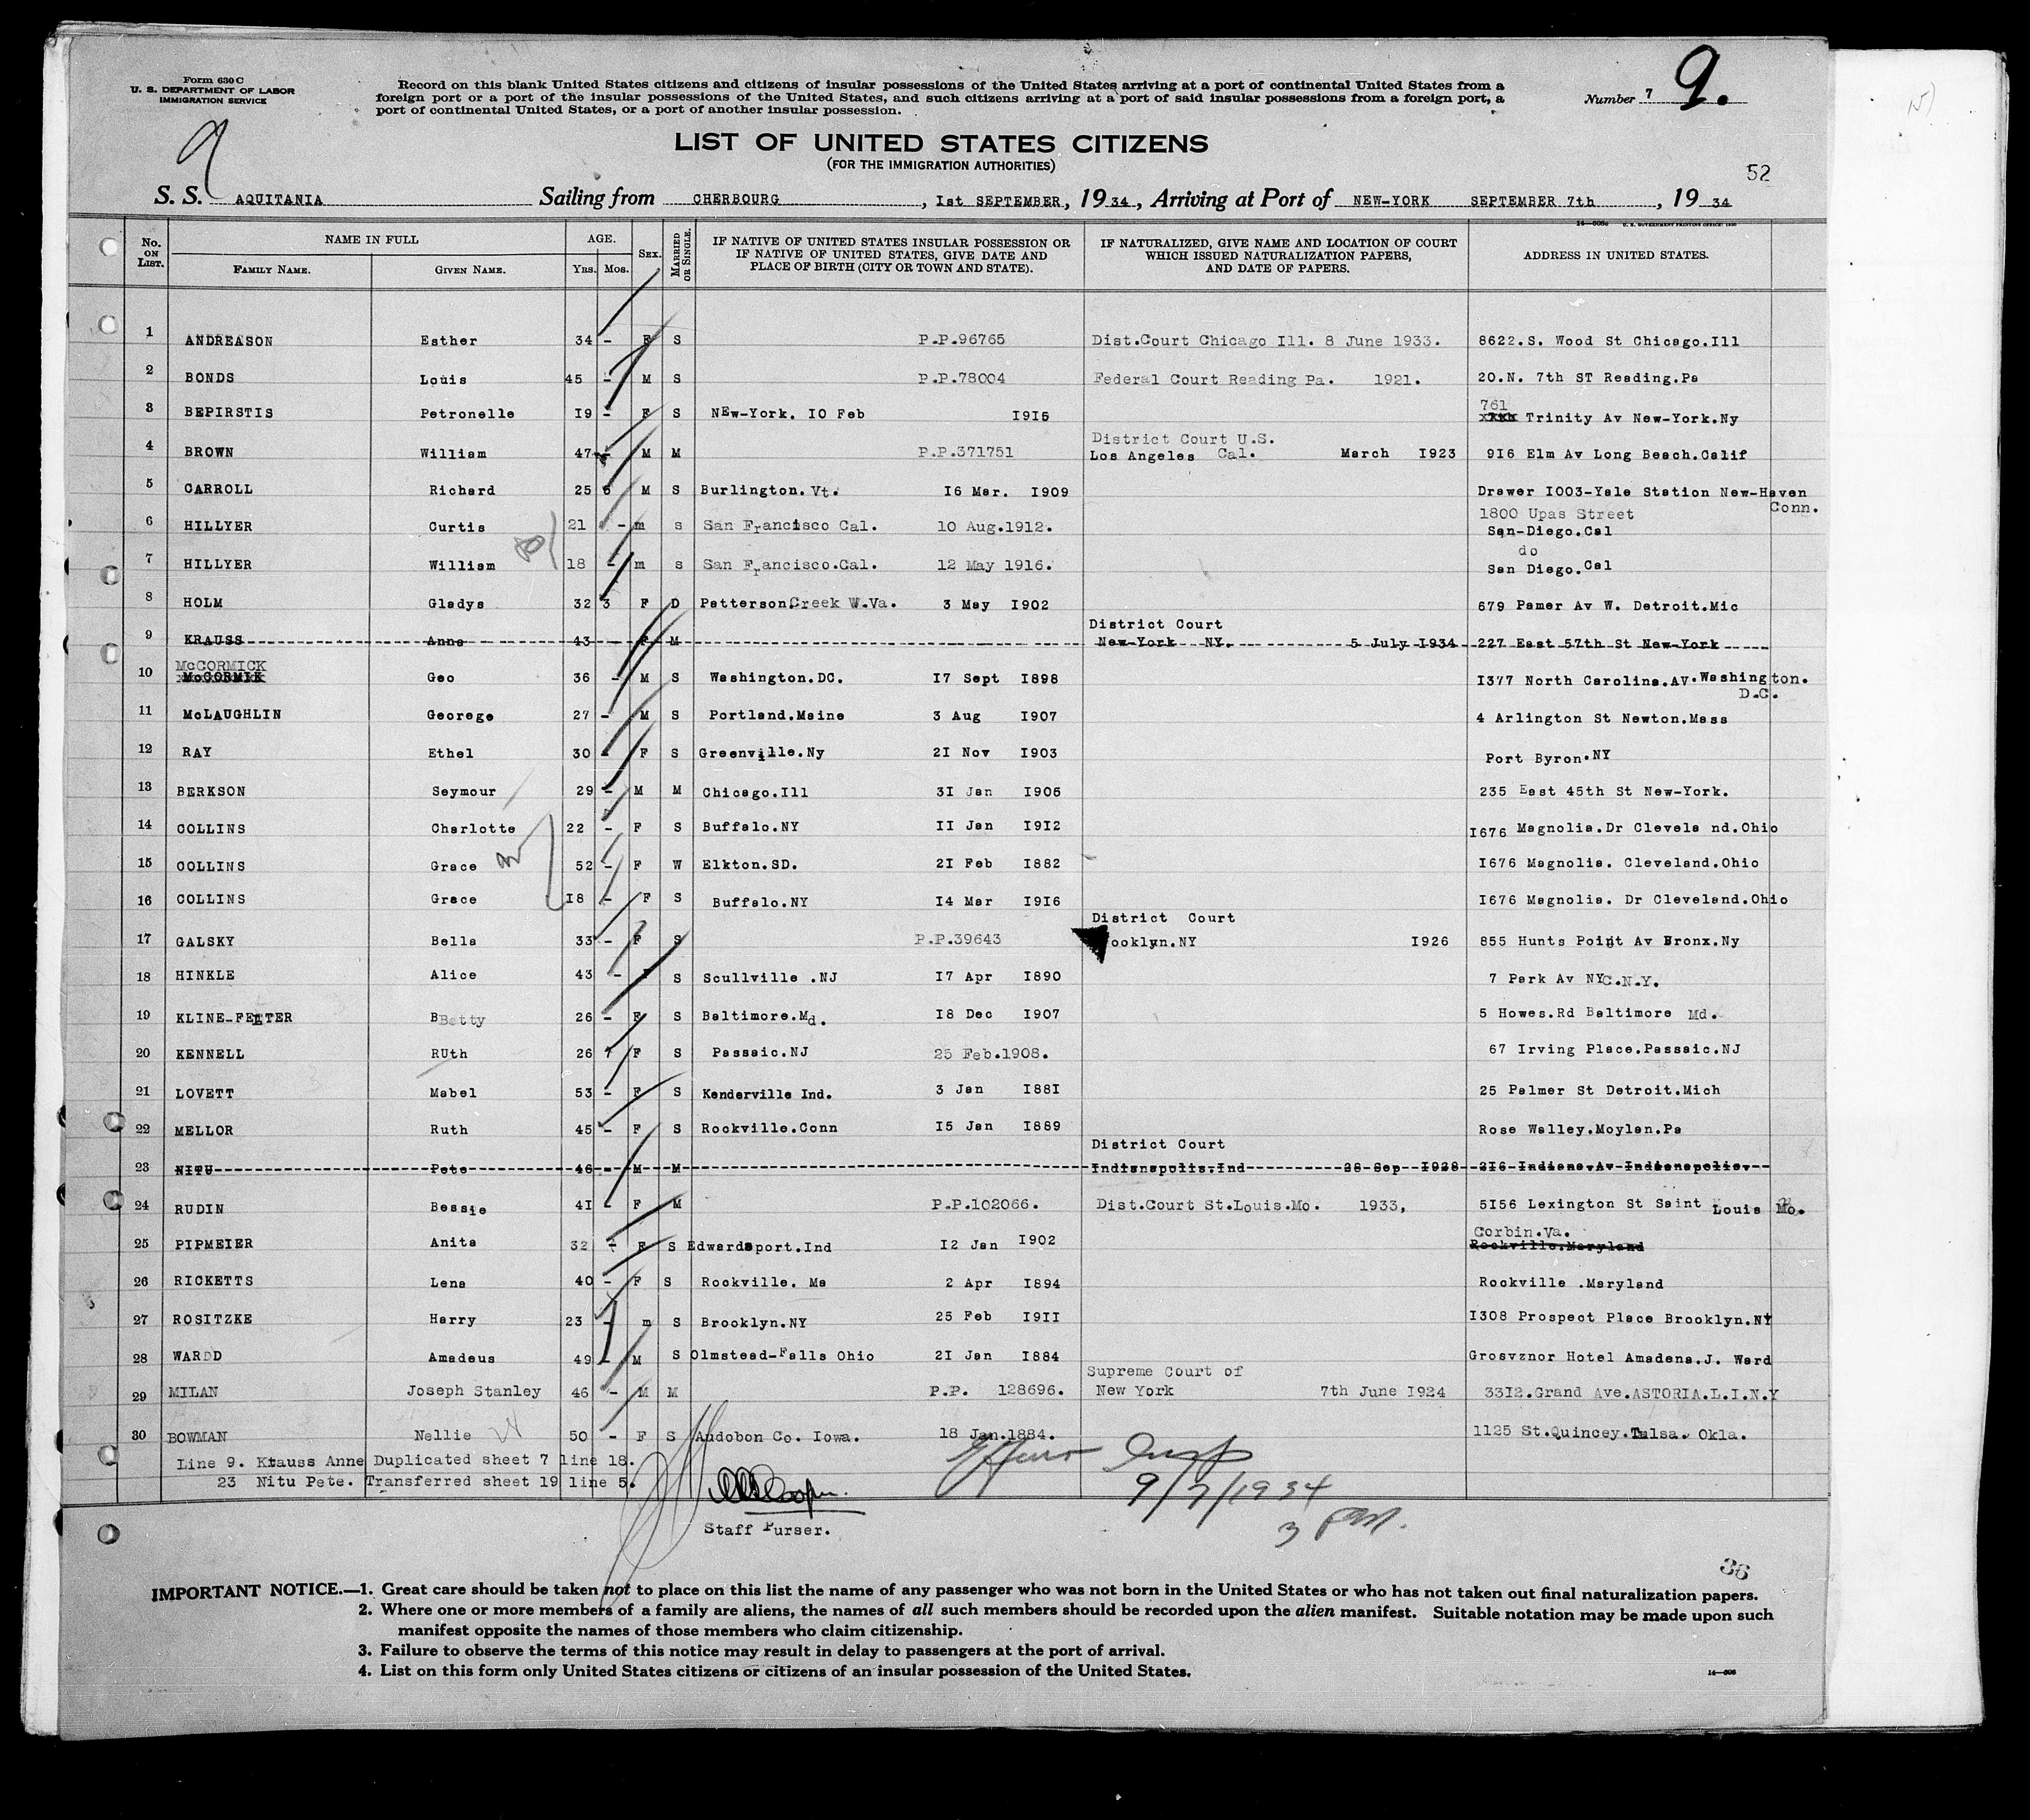 Form 630 C
U. S. DEPARTMENT OF LABOR
IMMIGRATION SERVICE
Record on this blank United States citizens and citizens of insular possessions of the United States arriving at a port of continental United States from a
foreign port or a port of the insular possessions of the United States, and such citizens arriving at a port of said insular possessions from a foreign port, a
port of continental United States, or a port of another insular possession.
Number 7 9.
9
LIST OF UNITED STATES CITIZENS
(FOR THE IMMIGRATION AUTHORITIES)
52
S. S. AQUITANIA Sailing from CHERBOURG, 1st SEPTEMBER, 1934, Arriving at Port of NEW-YORK SEPTEMBER 7th, 1934
No. ON LIST. NAME IN FULL FAMILY NAME. GIVEN NAME. AGE. YRS. MOS. SEX. MARRIED OR SINGLE. IF NATIVE OF UNITED STATES INSULAR POSSESSION OR IF NATIVE OF UNITED STATES, GIVE DATE AND PLACE OF BIRTH (CITY OR TOWN AND STATE). IF NATURALIZED, GIVE NAME AND LOCATION OF COURT WHICH ISSUED NATURALIZATION PAPERS, AND DATE OF PAPERS. ADDRESS IN UNITED STATES.
1 ANDREASON Esther 34 - F S P.P.96765 Dist.Court Chicago Ill. 8 June 1933. 8622.S. Wood St Chicago.Ill
2 BONDS Louis 45 - M S P.P.78004 Federal Court Reading Pa. 1921. 20.N. 7th ST Reading.Pa
3 BEPIRSTIS Petronelle 19 - F S NEw-York. 10 Feb 1915 761 Trinity Av New-York.Ny
4 BROWN William 47 - M M P.P.371751 District Court U.S. Los Angeles Cal. March 1923 916 Elm Av Long Beach.Calif
5 CARROLL Richard 25 6 M S Burlington.Vt. 16 Mar. 1909 Drawer 1003-Yale Station New-Haven Conn.
6 HILLYER Curtis 21 - m s San Francisco Cal. 10 Aug.1912. 1800 Upas Street San-Diego.Cal
7 HILLYER William 18 - m s San Francisco.Cal. 12 May 1916. do San Diego.Cal
8 HOLM Gladys 32 3 F D Patterson Creek W.Va. 3 May 1902 679 Pamer Av W. Detroit.Mic
9 KRAUSS Anna 43 F M District Court New-York NY. 5 July 1934 227 East 57th St New-York
10 McCORMICK McCORMIK Geo 36 - M S Washington.DC. 17 Sept 1898 1377 North Carolina.AV.Washington. D.C.
11 McLAUGHLIN Georege 27 - M S Portland.Maine 3 Aug 1907 4 Arlington St Newton.Mass
12 RAY Ethel 30 - F S Greenville.Ny 21 Nov 1903 Port Byron.NY
13 BERKSON Seymour 29 - M M Chicago.Ill 31 Jan 1905 235 East 45th St New-York.
14 COLLINS Charlotte 22 - F S Buffalo.NY 11 Jan 1912 1676 Magnolia.Dr Clevela nd.Ohio
15 COLLINS Grace 52 - F W Elkton.SD. 21 Feb 1882 1676 Magnolia. Cleveland.Ohio
16 COLLINS Grace 18 - F S Buffalo.NY 14 Mar 1916 1676 Magnolia. Dr Cleveland.Ohio
17 GALSKY Bella 33 - F S P.P.39643 District Court ooklyn.NY 1926 855 Hunts Point Av Bronx.Ny
18 HINKLE Alice 43 - S Scullville .NJ 17 Apr 1890 7 Park Av NYC.N.Y.
19 KLINE-FEETER BBetty 26 - F S Baltimore.Md. 18 Dec 1907 5 Howes.Rd Baltimore Md.
20 KENNELL RUth 26 7 F S Passaic.NJ 25 Feb.1908. 67 Irving Place.Passaic.NJ
21 LOVETT Mabel 53 - F S Kenderville Ind. 3 Jan 1881 25 Palmer St Detroit.Mich
22 MELLOR Ruth 45 - F S Rockville.Conn 15 Jan 1889 Rose Walley.Moylan.Pa
23 NITU Pete 46 - M M District Court Indianapolis.Ind 28 Sep 1928 216 Indiana.Av Indianapolis.
24 RUDIN Bessie 41 - F M P.P.102066. Dist.Court St.Louis.Mo. 1933, 5156 Lexington St Saint Louis Mo.
25 PIPMEIER Anita 32 - F S Edwardsport.Ind 12 Jan 1902 Corbin.Va. Rockville.Maryland
26 RICKETTS Lena 40 - F S Rockville. Ma 2 Apr 1894 Rockville .Maryland
27 ROSITZKE Harry 23 - m S Brooklyn.NY 25 Feb 1911 1308 Prospect Place Brooklyn.NY
28 WARDD Amadeus 49 - M S Olmstead-Falls Ohio 21 Jan 1884 Grosvznor Hotel Amadena.J. Ward
29 MILAN Joseph Stanley 46 - M M P.P. 128696. Supreme Court of New York 7th June 1924 3312.Grand Ave.ASTORIA.L.I.N.Y
30 BOWMAN Nellie 50 - F S Audobon Co. Iowa. 18 Jan.1884. 1125 St.Quincey.Tulsa. Okla.
Line 9. Krauss Anne Duplicated sheet 7 line 18.
23 Nitu Pete. Transferred sheet 19 line 5.
9/7/1934
Staff Purser.
3 PM.
36
IMPORTANT NOTICE.—1. Great care should be taken not to place on this list the name of any passenger who was not born in the United States or who has not taken out final naturalization papers.
2. Where one or more members of a family are aliens, the names of all such members should be recorded upon the alien manifest. Suitable notation may be made upon such
manifest opposite the names of those members who claim citizenship.
3. Failure to observe the terms of this notice may result in delay to passengers at the port of arrival.
4. List on this form only United States citizens or citizens of an insular possession of the United States.